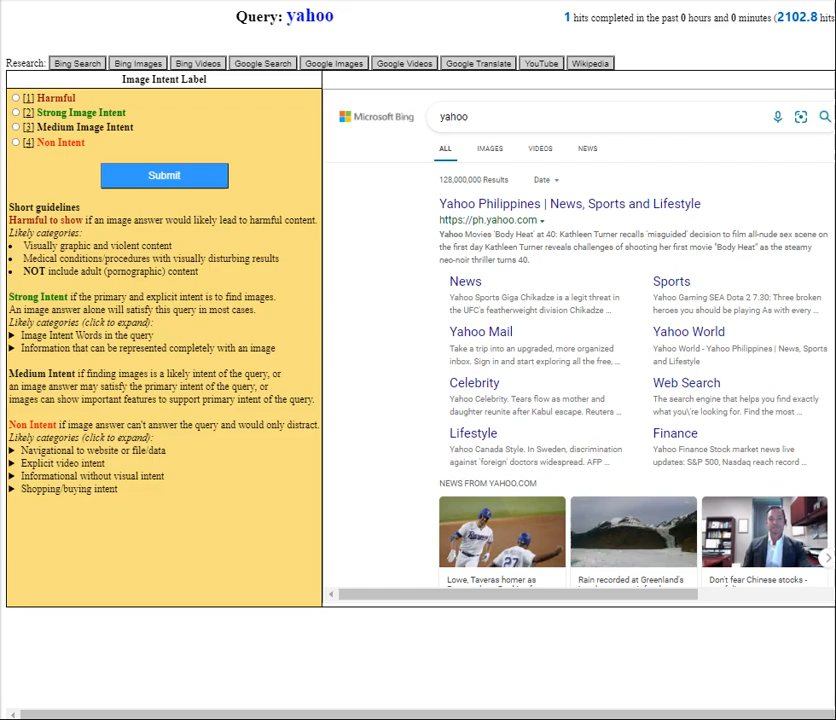 Query: yahoo
1 hits completed in the past 0 hours and 0 minutes (2102.8 hits
Research: Bing Search Bing Images Bing Videos Google Search Google Images Google Videos Google Translate YouTube Wikipedia
Image Intent Label
[1] Harmful
[2] Strong Image Intent
[3] Medium Image Intent
[4] Non Intent
Submit
Short guidelines
Harmful to show if an image answer would likely lead to harmful content.
Likely categories:
Visually graphic and violent content
Medical conditions/procedures with visually disturbing results
NOT include adult (pornographic) content
Strong Intent if the primary and explicit intent is to find images.
An image answer alone will satisfy this query in most cases.
Likely categories (click to expand):
Image Intent Words in the query
Information that can be represented completely with an image
Medium Intent if finding images is a likely intent of the query, or
an image answer may satisfy the primary intent of the query, or
images can show important features to support primary intent of the query.
Non Intent if image answer can't answer the query and would only distract.
Likely categories (click to expand):
Navigational to website or file/data
Explicit video intent
Informational without visual intent
Shopping/buying intent
Microsoft Bing
yahoo
ALL IMAGES VIDEOS NEWS
128,000,000 Results Date
Yahoo Philippines | News, Sports and Lifestyle
https://ph.yahoo.com
Yahoo Movies 'Body Heat' at 40: Kathleen Turner recalls 'misguided' decision to film all-nude sex scene on
the first day Kathleen Turner reveals challenges of shooting her first movie "Body Heat" as the steamy
neo-noir thriller turns 40.
News
Yahoo Sports Giga Chikadze is a legit threat in
the UFC's featherweight division Chikadze ...
Sports
Yahoo Gaming SEA Dota 2 7.30: Three broken
heroes you should be playing As with every ...
Yahoo Mail
Take a trip into an upgraded, more organized
inbox. Sign in and start exploring all the free, ...
Yahoo World
Yahoo World - Yahoo Philippines | News, Sports
and Lifestyle
Celebrity
Yahoo Celebrity. Tears flow as mother and
daughter reunite after Kabul escape. Reuters ...
Web Search
The search engine that helps you find exactly
what you\'re looking for. Find the most ...
Lifestyle
Yahoo Canada Style. In Sweden, discrimination
against 'foreign' doctors widespread. AFP ...
Finance
Yahoo Finance Stock market news live
updates: S&P 500, Nasdaq reach record ...
NEWS FROM YAHOO.COM
27
Lowe, Taveras homer as
Rain recorded at Greenland's
Don't fear Chinese stocks -